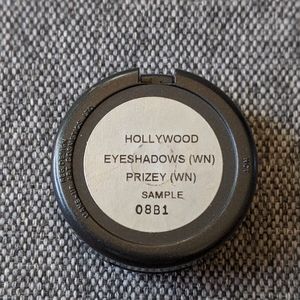 HOLLYWOOD
EYESHADOWS (WN)
PRIZEY (WN)
SAMPLE
08B1